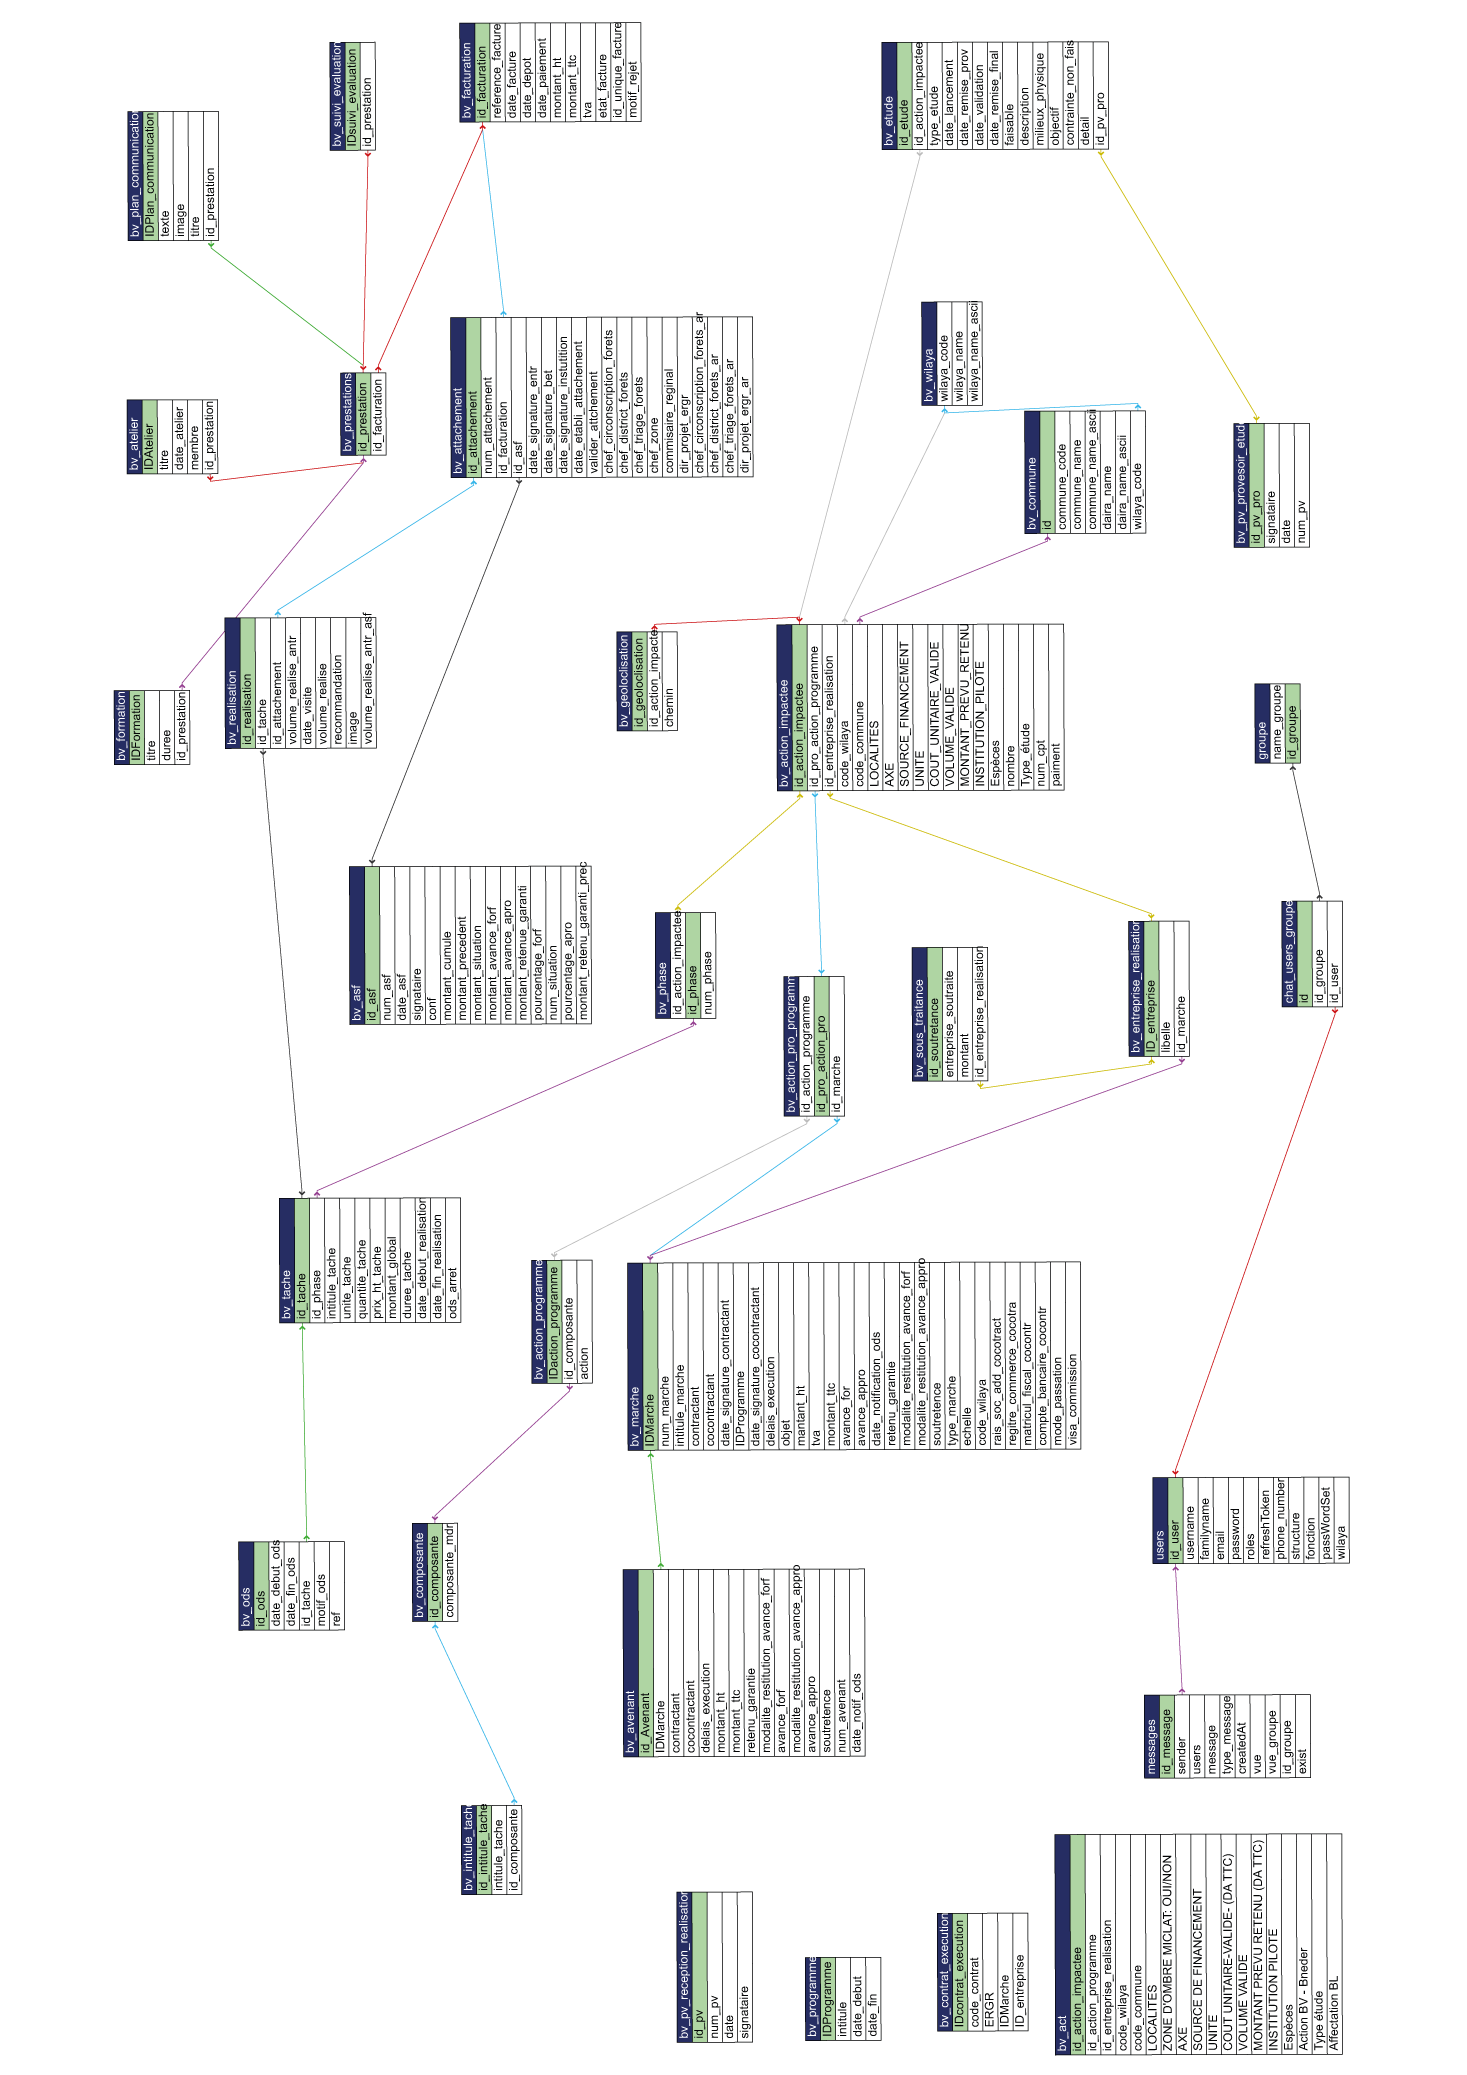 bv_plan_communication
IDPlan_communication
texte
image
titre
id_prestation
bv_suivi_evaluation
IDsuivi_evaluation
id_prestation
bv_facturation
id_facturation
reference_facture
date_facture
date_depot
date_paiement
montant_ht
montant_ttc
tva
etat_facture
id_unique_facture
motif_rejet
bv_etude
id_etude
id_action_impactee
type_etude
date_lancement
date_remise_prov
date_validation
date_remise_final
faisable
description
milieux_physique
objectif
contrainte_non_fais
detail
id_pv_pro
bv_atelier
IDAtelier
titre
date_atelier
membre
id_prestation
bv_prestations
id_prestation
id_facturation
bv_attachement
id_attachement
num_attachement
id_facturation
id_asf
date_signature_entr
date_signature_bet
date_signature_instutition
date_etabli_attachement
valider_attchement
chef_circonscription_forets
chef_district_forets
chef_triage_forets
chef_zone
commisaire_reginal
dir_projet_ergr
chef_circonscription_forets_ar
chef_district_forets_ar
chef_triage_forets_ar
dir_projet_ergr_ar
bv_wilaya
wilaya_code
wilaya_name
wilaya_name_ascii
bv_commune
id
commune_code
commune_name
commune_name_ascii
daira_name
daira_name_ascii
wilaya_code
bv_pv_provesoir_etud
id_pv_pro
signataire
date
num_pv
bv_formation
IDFormation
titre
duree
id_prestation
bv_realisation
id_realisation
id_tache
id_attachement
volume_realise_antr
date_visite
volume_realise
recommandation
image
volume_realise_antr_asf
bv_geoloclisation
id_geoloclisation
id_action_impacte
chemin
bv_action_impactee
id_action_impactee
id_pro_action_programme
id_entreprise_realisation
code_wilaya
code_commune
LOCALITES
AXE
SOURCE_FINANCEMENT
UNITE
COUT_UNITAIRE_VALIDE
VOLUME_VALIDE
MONTANT_PREVU_RETENU
INSTITUTION_PILOTE
Espèces
nombre
Type_étude
num_cpt
paiment
groupe
name_groupe
id_groupe
bv_asf
id_asf
num_asf
date_asf
signataire
conf
montant_cumule
montant_precedent
montant_situation
montant_avance_forf
montant_avance_apro
montant_retenue_garanti
pourcentage_forf
num_situation
pourcentage_apro
montant_retenu_garanti_prec
bv_phase
id_action_impactee
id_phase
num_phase
bv_action_pro_programm
id_action_programme
id_pro_action_pro
id_marche
bv_sous_traitance
id_soutretance
entreprise_soutraite
montant
id_entreprise_realisation
bv_entreprise_realisation
ID_entreprise
libelle
id_marche
chat_users_groupe
id
id_groupe
id_user
bv_tache
id_tache
id_phase
intitule_tache
unite_tache
quantite_tache
prix_ht_tache
montant_global
duree_tache
date_debut_realisation
date_fin_realisation
ods_arret
bv_action_programme
IDaction_programme
id_composante
action
bv_marche
IDMarche
num_marche
intitule_marche
contractant
cocontractant
date_signature_contractant
IDProgramme
date_signature_cocontractant
delais_execution
objet
mantant_ht
tva
montant_ttc
avance_for
avance_appro
date_notification_ods
retenu_garantie
modalite_restitution_avance_forf
modalite_restitution_avance_appro
soutretence
type_marche
echelle
code_wilaya
rais_soc_add_cocotract
regitre_commerce_cocotra
matricul_fiscal_cocontr
compte_bancaire_cocontr
mode_passation
visa_commission
users
id_user
username
familyname
email
password
roles
refreshToken
phone_number
structure
fonction
passWordSet
wilaya
bv_ods
id_ods
date_debut_ods
date_fin_ods
id_tache
motif_ods
ref
bv_composante
id_composante
composante_mdr
bv_avenant
id_Avenant
IDMarche
contractant
cocontractant
delais_execution
montant_ht
montant_ttc
retenu_garantie
modalite_restitution_avance_forf
avance_forf
modalite_restitution_avance_appro
avance_appro
soutretence
num_avenant
date_notif_ods
messages
id_message
sender
users
message
type_message
createdAt
vue
vue_groupe
id_groupe
exist
bv_intitule_tach
id_intitule_tache
intitule_tache
id_composante
bv_pv_reception_realisation
id_pv
num_pv
date
signataire
bv_programme
IDProgramme
intitule
date_debut
date_fin
bv_contrat_execution
IDcontrat_execution
code_contrat
ERGR
IDMarche
ID_entreprise
bv_act
id_action_impactee
id_action_programme
id_entreprise_realisation
code_wilaya
code_commune
LOCALITES
ZONE D'OMBRE MICLAT: OUI/NON
AXE
SOURCE DE FINANCEMENT
UNITE
COUT UNITAIRE-VALIDE- (DA TTC)
VOLUME VALIDE
MONTANT PREVU RETENU (DA TTC)
INSTITUTION PILOTE
Espèces
Action BV - Bneder
Type étude
Affectation BL